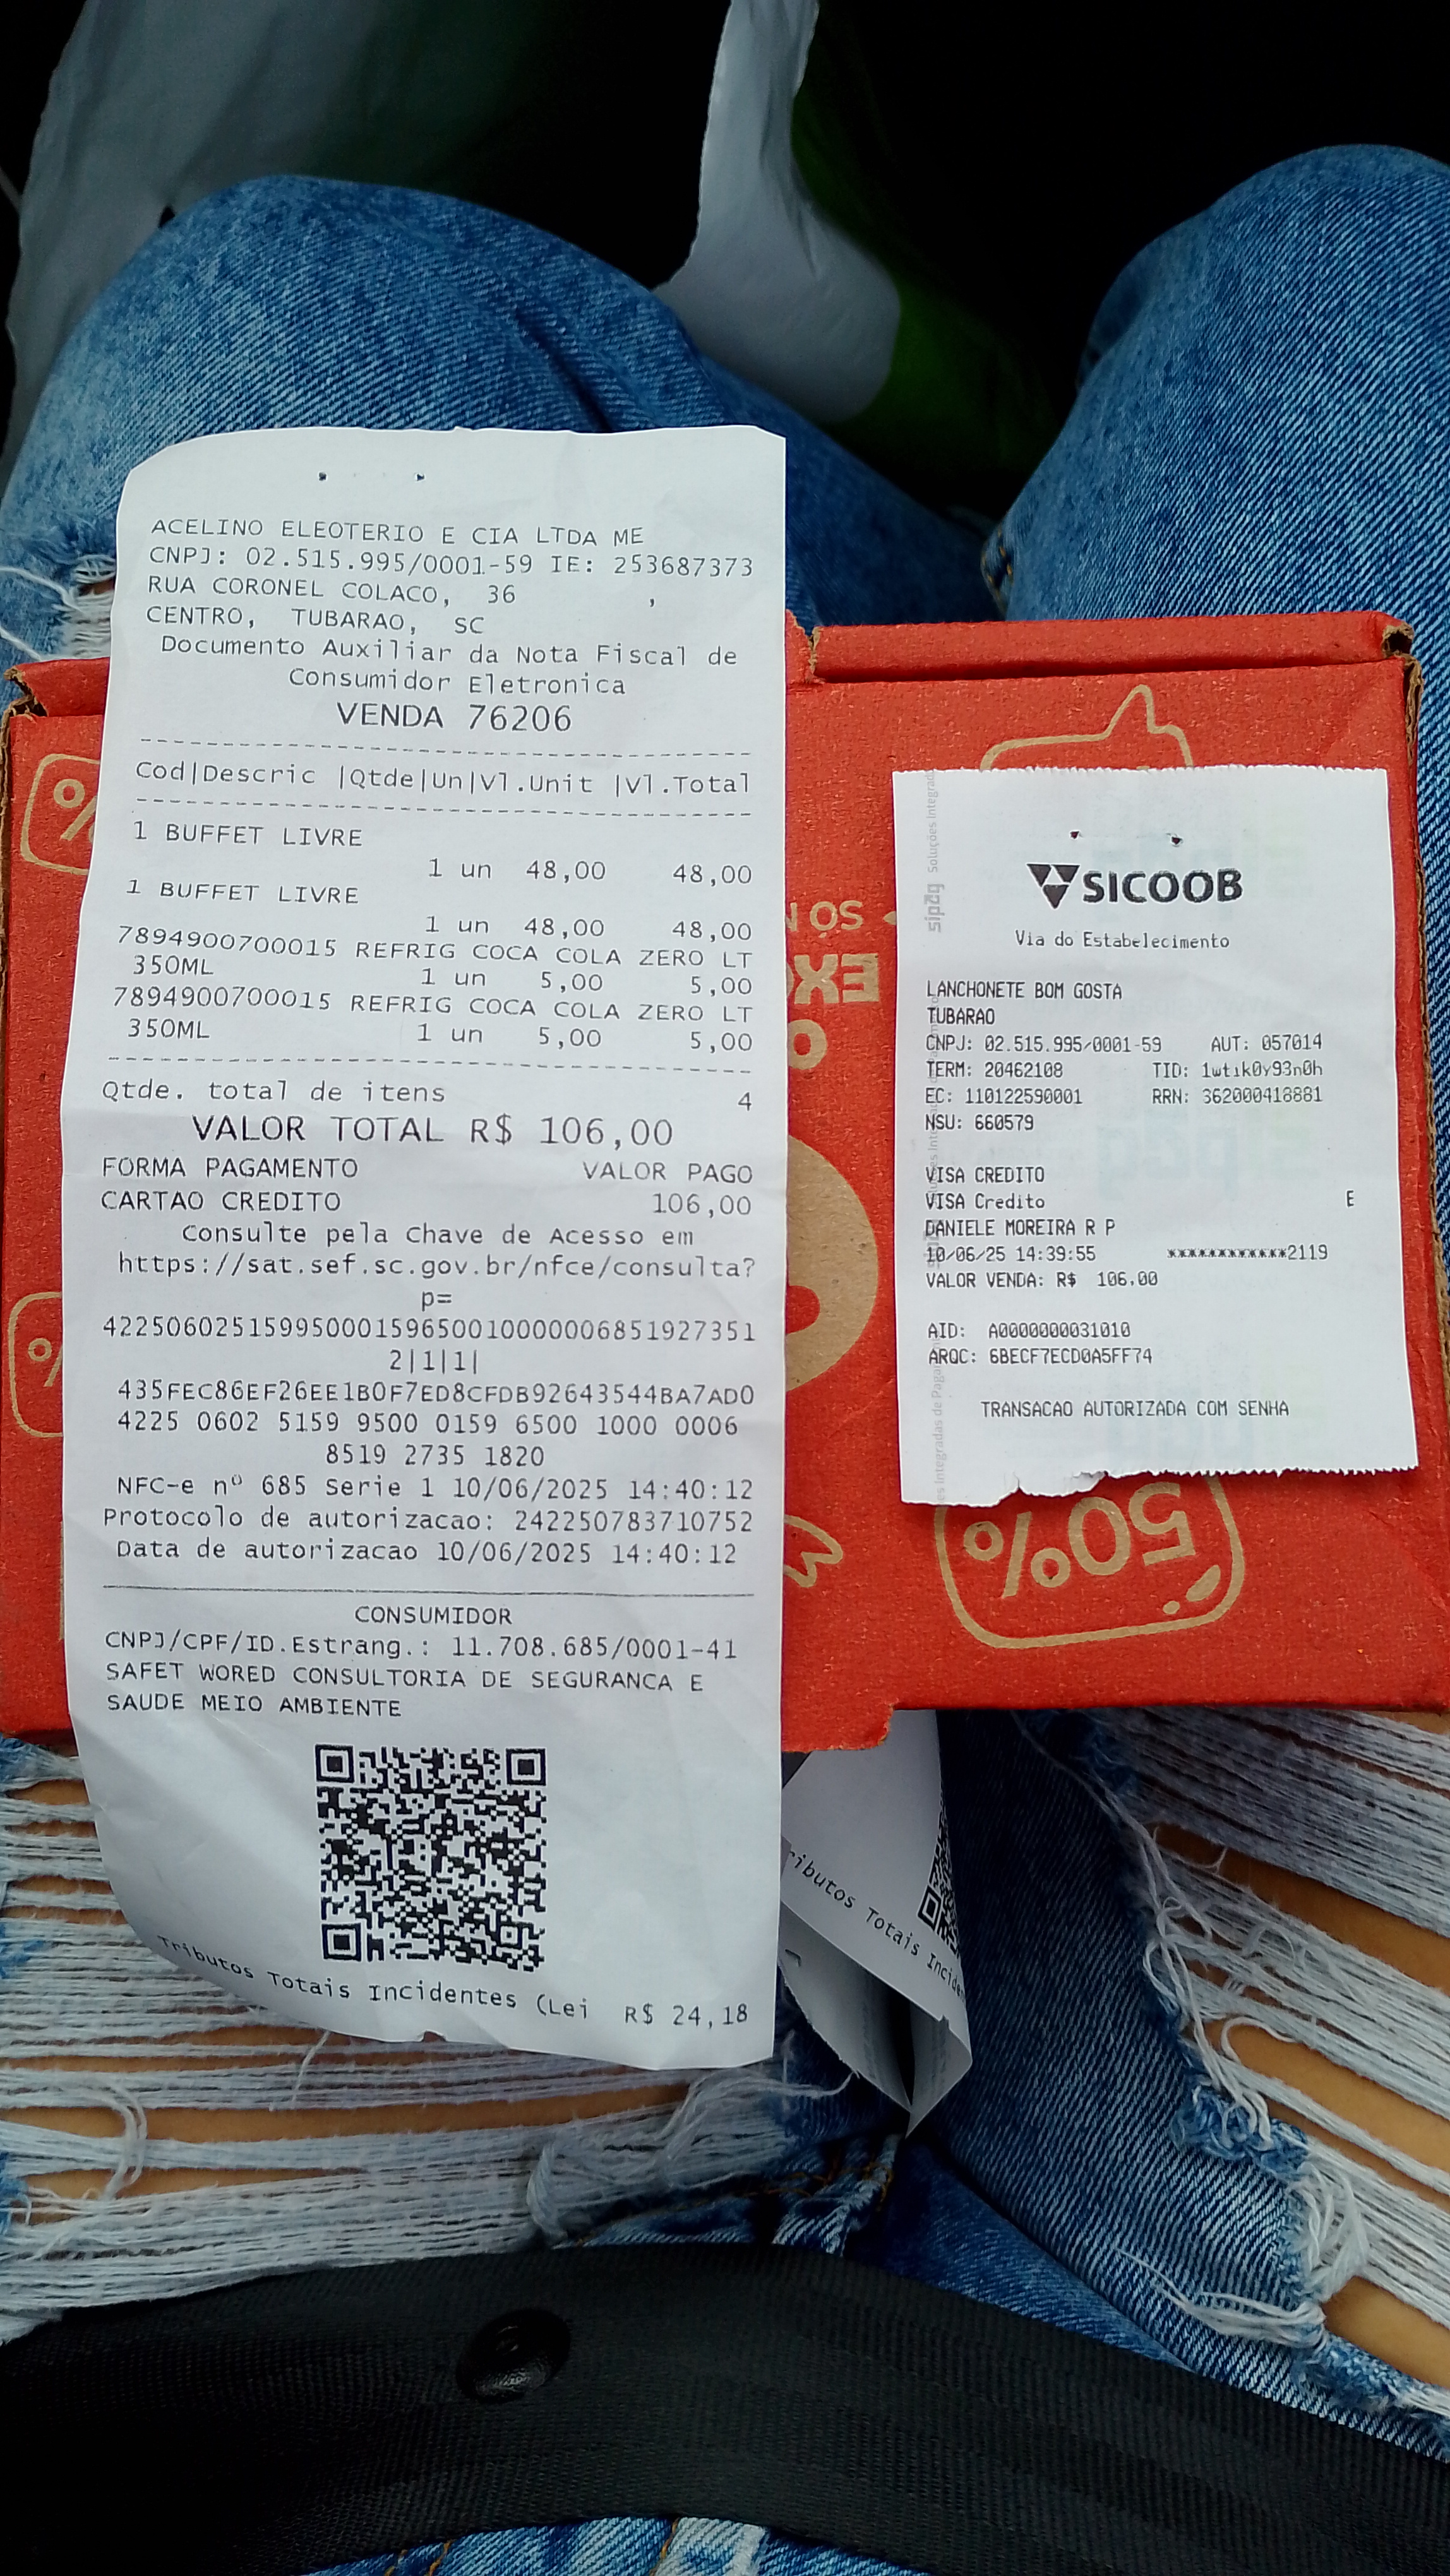 ACELINO ELEOTERIO E CIA LTDA ME
CNPJ: 02.515.995/0001-59 IE: 253687373
RUA CORONEL COLACO, 36 ,
CENTRO, TUBARAO, SC
Documento Auxiliar da Nota Fiscal de
Consumidor Eletronica
VENDA 76206
Cod|Descric |Qtde|Un|Vl.Unit |Vl.Total
1 BUFFET LIVRE
1 un 48,00 48,00
1 BUFFET LIVRE
1 un 48,00 48,00
7894900700015 REFRIG COCA COLA ZERO LT
350ML 1 un 5,00 5,00
7894900700015 REFRIG COCA COLA ZERO LT
350ML 1 un 5,00 5,00
Qtde. total de itens 4
VALOR TOTAL R$ 106,00
FORMA PAGAMENTO VALOR PAGO
CARTAO CREDITO 106,00
Consulte pela Chave de Acesso em
https://sat.sef.sc.gov.br/nfce/consulta?
p=
422506025159950001596500100000068519273518
2|1|1|
435FEC86EF26EE1B0F7ED8CFDB92643544BA7AD0
4225 0602 5159 9500 0159 6500 1000 0006
8519 2735 1820
NFC-e nº 685 Serie 1 10/06/2025 14:40:12
Protocolo de autorizacao: 242250783710752
Data de autorizacao 10/06/2025 14:40:12
CONSUMIDOR
CNPJ/CPF/ID.Estrang.: 11.708.685/0001-41
SAFET WORED CONSULTORIA DE SEGURANCA E
SAUDE MEIO AMBIENTE
Tributos Totais Incidentes (Lei R$ 24,18
SICOOB
Via do Estabelecimento
LANCHONETE BOM GOSTA
TUBARAO
CNPJ: 02.515.995/0001-59 AUT: 057014
TERM: 20462108 TID: 1wtik0y93n0h
EC: 110122590001 RRN: 362000418881
NSU: 660579
VISA CREDITO
VISA Credito E
DANIELE MOREIRA R P
10/06/25 14:39:55 ************2119
VALOR VENDA: R$ 106,00
AID: A0000000031010
ARQC: 6BECF7ECD0A5FF74
TRANSACAO AUTORIZADA COM SENHA
sipag Soluções Integrad
50%
ributos Totais Inciden